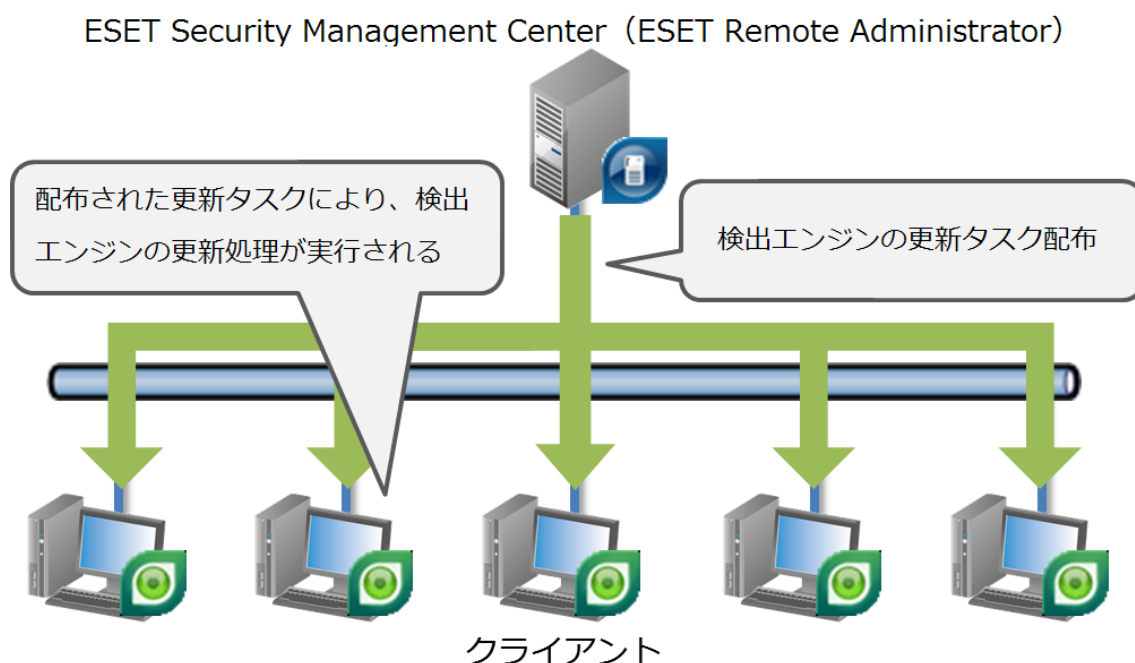 ESET Security Management Center（ESET Remote Administrator）
配布された更新タスクにより、検出
エンジンの更新処理が実行される
検出エンジンの更新タスク配布
クライアント